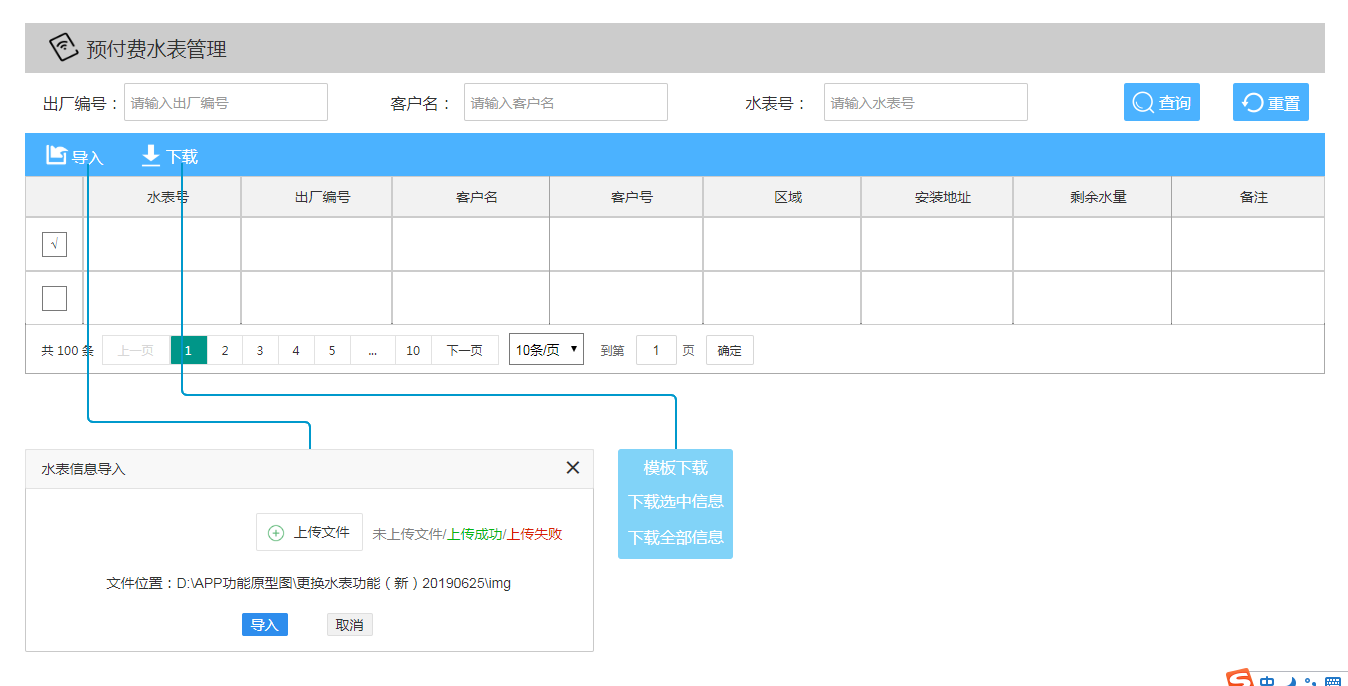 预付费水表管理
出厂编号： 请输入出厂编号 客户名： 请输入客户名 水表号： 请输入水表号 查询 重置
导入 下载
水表号 出厂编号 客户名 客户号 区域 安装地址 剩余水量 备注
√
共 100 条 上一页 1 2 3 4 5 ... 10 下一页 10条/页 到第 1 页 确定
水表信息导入
上传文件 未上传文件/上传成功/上传失败
文件位置：D:\APP功能原型图\更换水表功能（新）20190625\img
导入 取消
模板下载
下载选中信息
下载全部信息
中